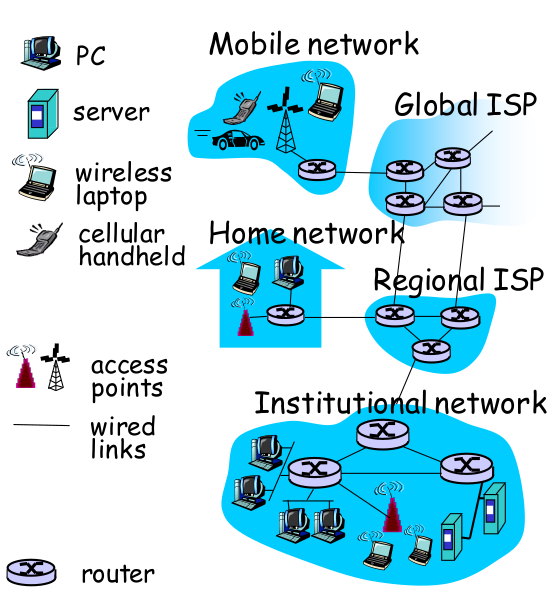 Mobile network
PC
Global ISP
server
wireless
laptop
cellular
handheld
Home network
Regional ISP
access
points
Institutional network
wired
links
router